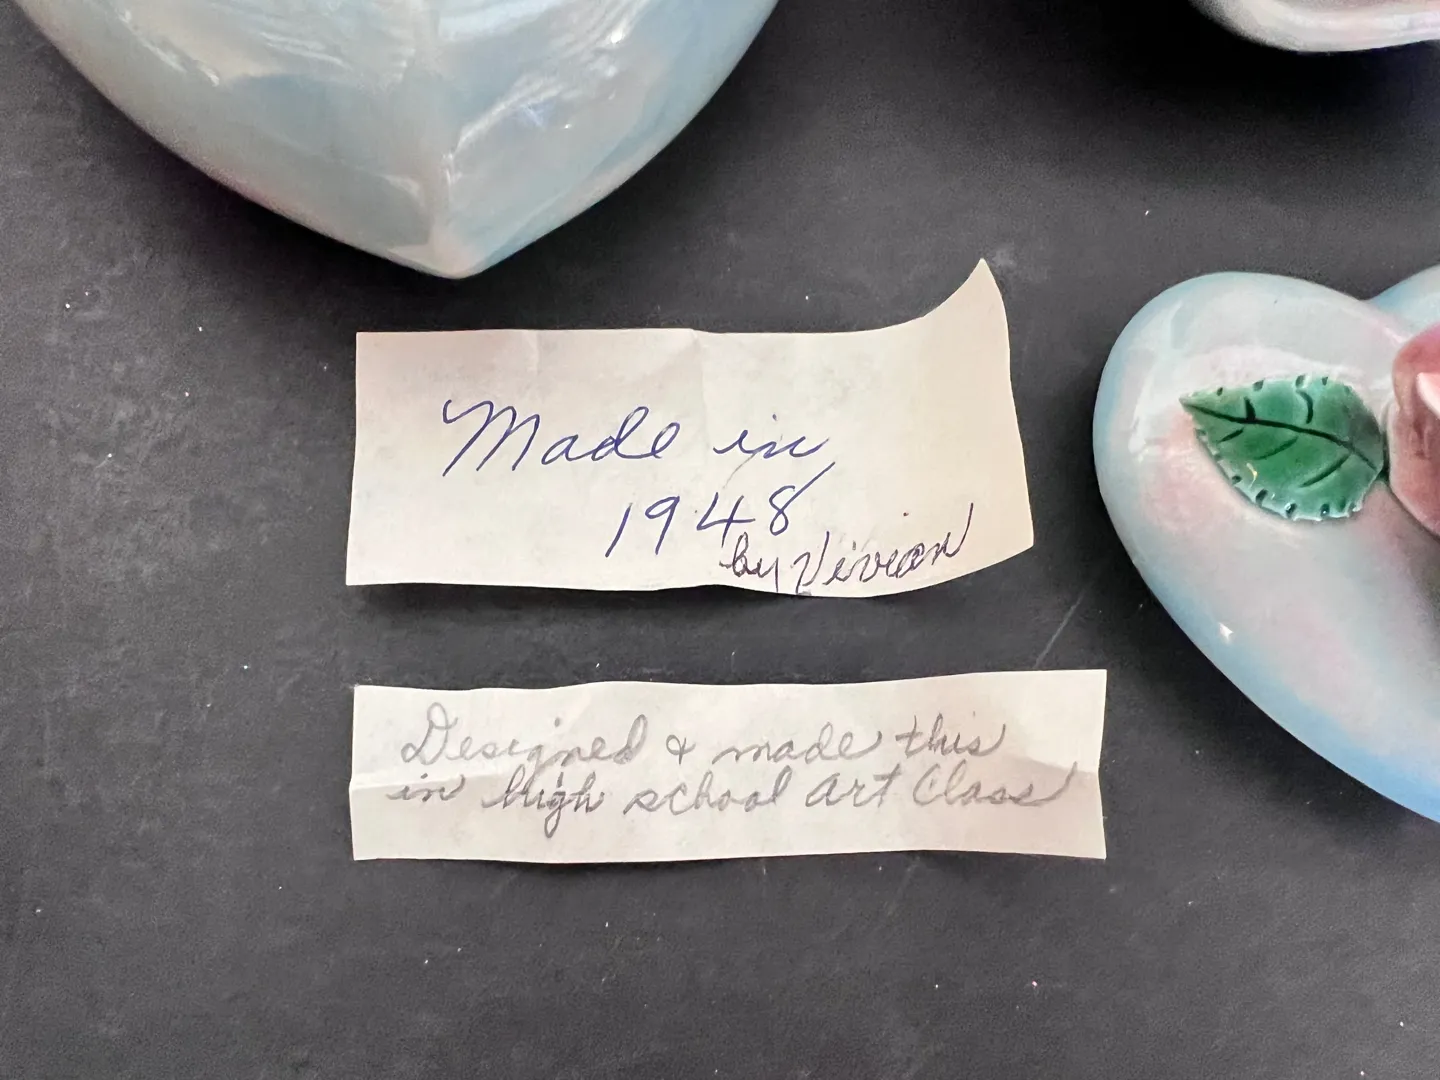 Made in
1948
by Vivian
Designed & made this
in high school Art Class